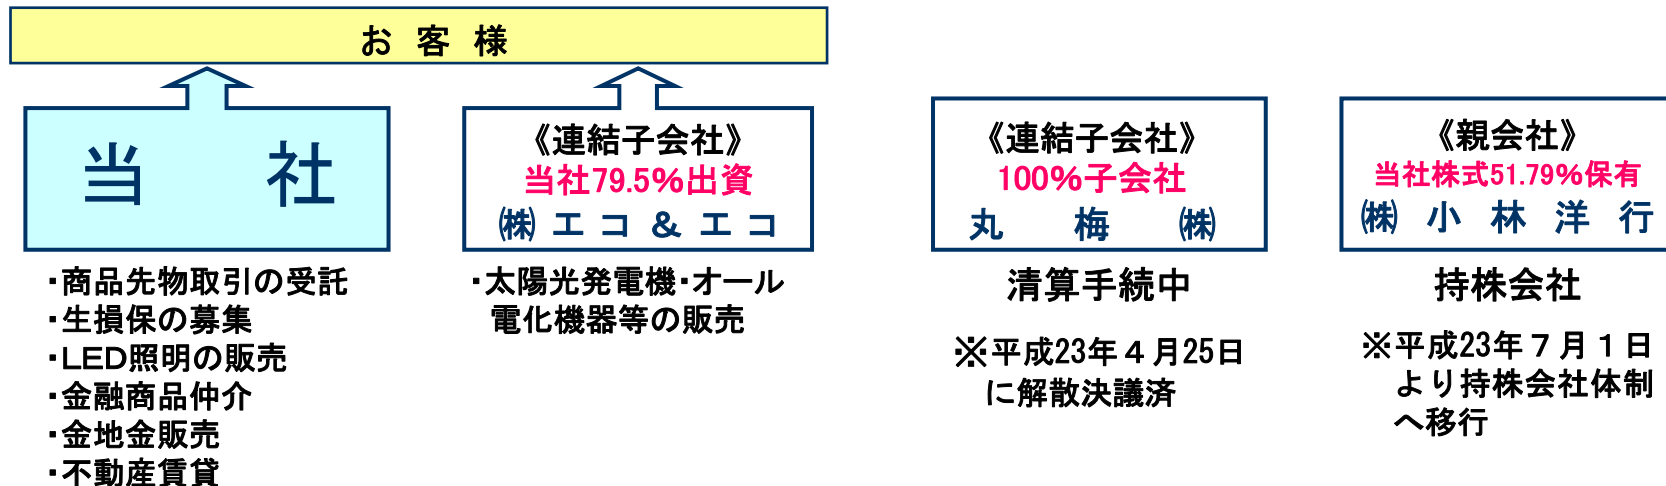 お 客 様
当 社
・商品先物取引の受託
・生損保の募集
・LED照明の販売
・金融商品仲介
・金地金販売
・不動産賃貸
《連結子会社》
当社79.5%出資
㈱ エ コ & エ コ
・太陽光発電機・オール
電化機器等の販売
《連結子会社》
100%子会社
丸 梅 ㈱
清算手続中
※平成23年4月25日
に解散決議済
《親会社》
当社株式51.79%保有
㈱ 小 林 洋 行
持株会社
※平成23年7月1日
より持株会社体制
へ移行